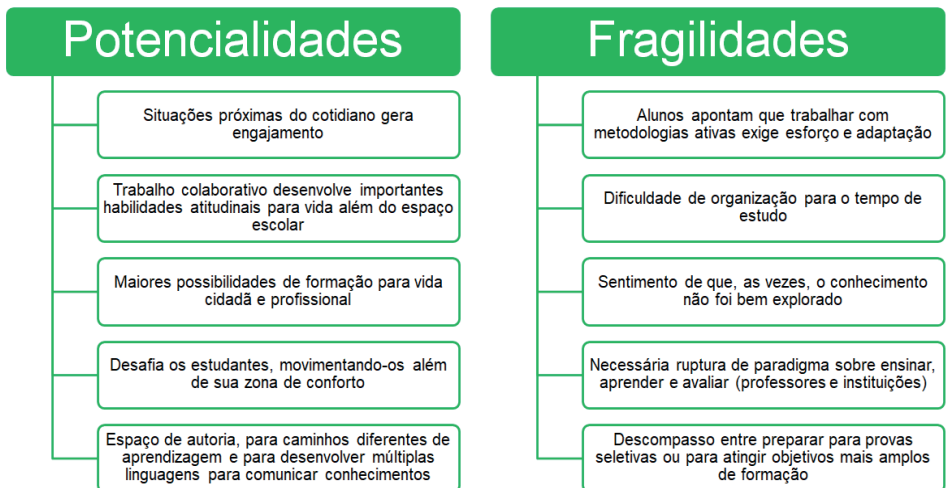 Potencialidades
Situações próximas do cotidiano gera
engajamento
Trabalho colaborativo desenvolve importantes
habilidades atitudinais para vida além do espaço
escolar
Maiores possibilidades de formação para vida
cidadã e profissional
Desafia os estudantes, movimentando-os além
de sua zona de conforto
Espaço de autoria, para caminhos diferentes de
aprendizagem e para desenvolver múltiplas
linguagens para comunicar conhecimentos
Fragilidades
Alunos apontam que trabalhar com
metodologias ativas exige esforço e adaptação
Dificuldade de organização para o tempo de
estudo
Sentimento de que, as vezes, o conhecimento
não foi bem explorado
Necessária ruptura de paradigma sobre ensinar,
aprender e avaliar (professores e instituições)
Descompasso entre preparar para provas
seletivas ou para atingir objetivos mais amplos
de formação